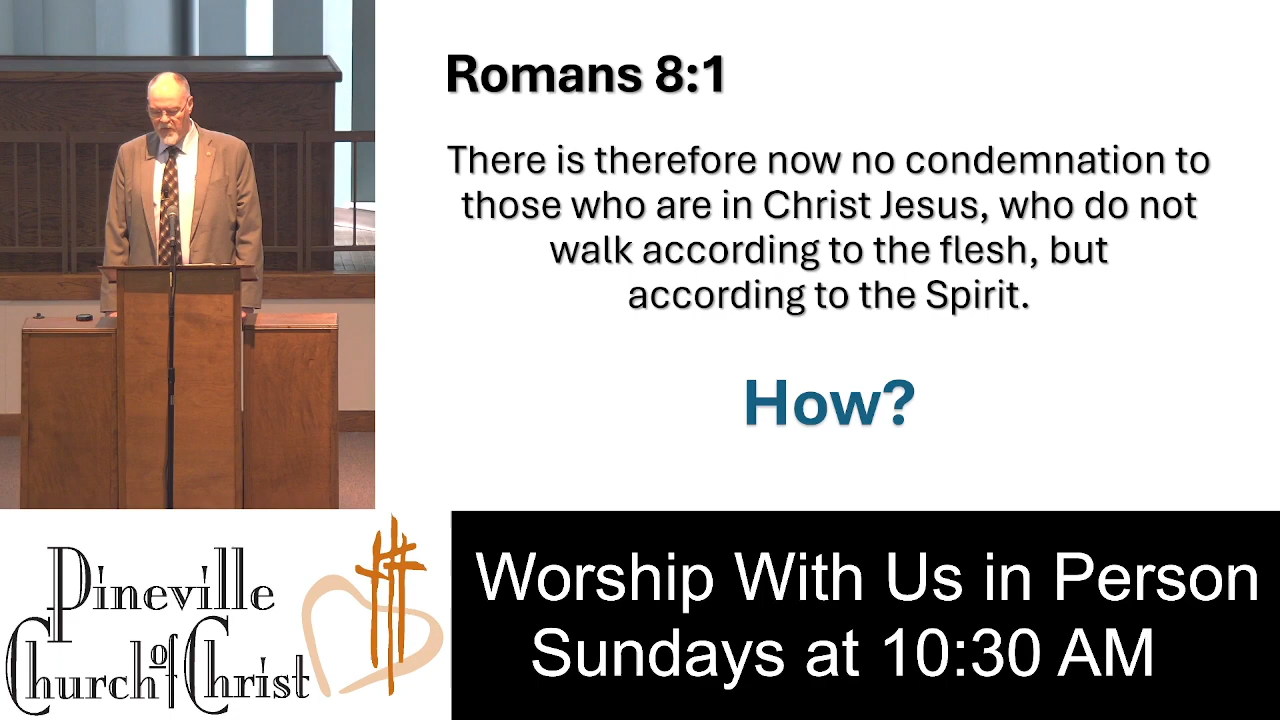 Romans 8:1
There is therefore now no condemnation to
those who are in Christ Jesus, who do not
walk according to the flesh, but
according to the Spirit.
How?
Pineville
Church of Christ
Worship With Us in Person
Sundays at 10:30 AM